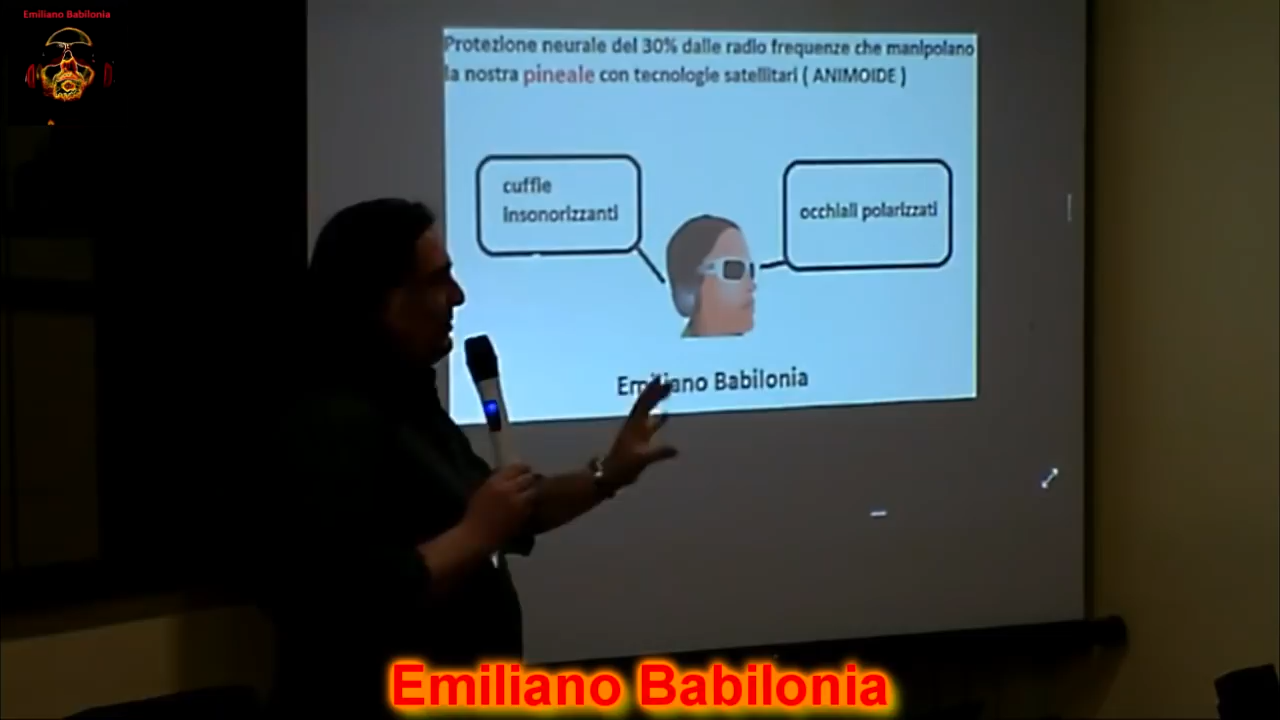 Emiliano Babilonia
Protezione neurale del 30% dalle radio frequenze che manipolano
la nostra pineale con tecnologie satellitari ( ANIMOIDE )
cuffie
insonorizzanti
occhiali polarizzati
Emiliano Babilonia
Emiliano Babilonia